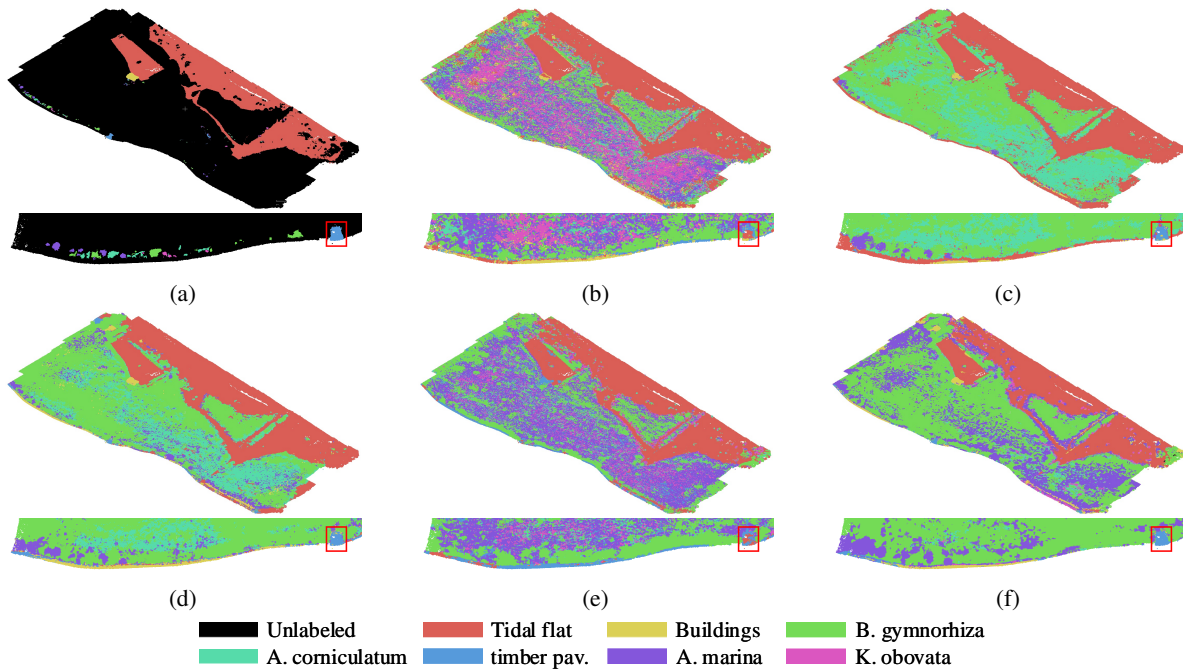 (a)
(b)
(c)
(d)
(e)
(f)
Unlabeled
Tidal flat
Buildings
B. gymnorhiza
A. corniculatum
timber pav.
A. marina
K. obovata